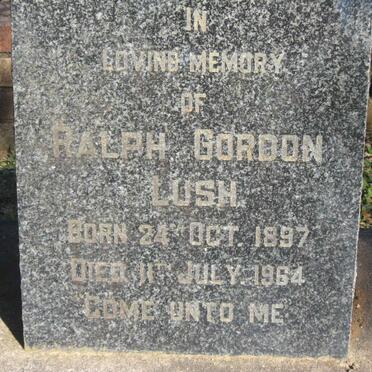 IN
LOVING MEMORY
OF
RALPH GORDON
LUSH.
BORN 24TH OCT. 1897
DIED 11TH JULY. 1964
"COME UNTO ME"